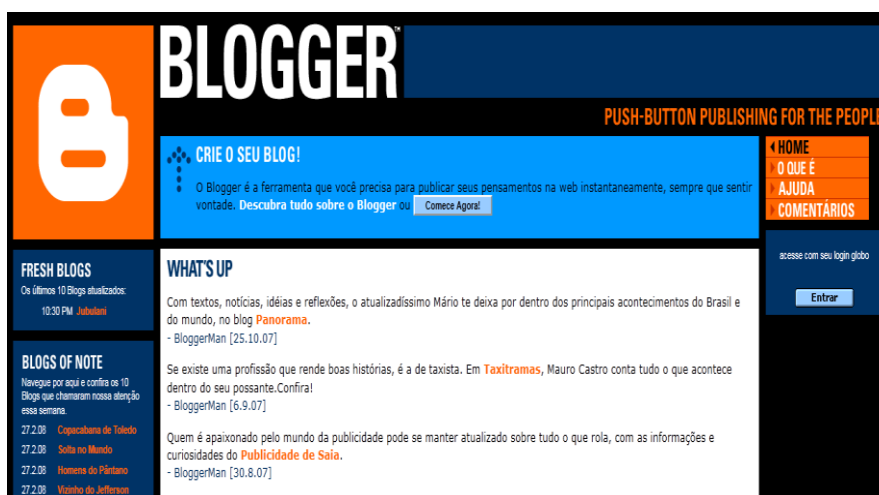 BLOGGER™
PUSH-BUTTON PUBLISHING FOR THE PEOPLE
CRIE O SEU BLOG!
O Blogger é a ferramenta que você precisa para publicar seus pensamentos na web instantaneamente, sempre que sentir
vontade. Descubra tudo sobre o Blogger ou Comece Agora!
HOME
O QUE É
AJUDA
COMENTÁRIOS
acesse com seu login globo
Entrar
FRESH BLOGS
Os últimos 10 Blogs atualizados:
10:30 PM Jubulani
BLOGS OF NOTE
Navegue por aqui e confira os 10
Blogs que chamaram nossa atenção
essa semana.
27.2.08 Copacabana de Toledo
27.2.08 Solta no Mundo
27.2.08 Homens do Pântano
27.2.08 Vizinho do Jefferson
WHAT'S UP
Com textos, notícias, idéias e reflexões, o atualizadíssimo Mário te deixa por dentro dos principais acontecimentos do Brasil e
do mundo, no blog Panorama.
- BloggerMan [25.10.07]
Se existe uma profissão que rende boas histórias, é a de taxista. Em Taxitramas, Mauro Castro conta tudo o que acontece
dentro do seu possante.Confira!
- BloggerMan [6.9.07]
Quem é apaixonado pelo mundo da publicidade pode se manter atualizado sobre tudo o que rola, com as informações e
curiosidades do Publicidade de Saia.
- BloggerMan [30.8.07]